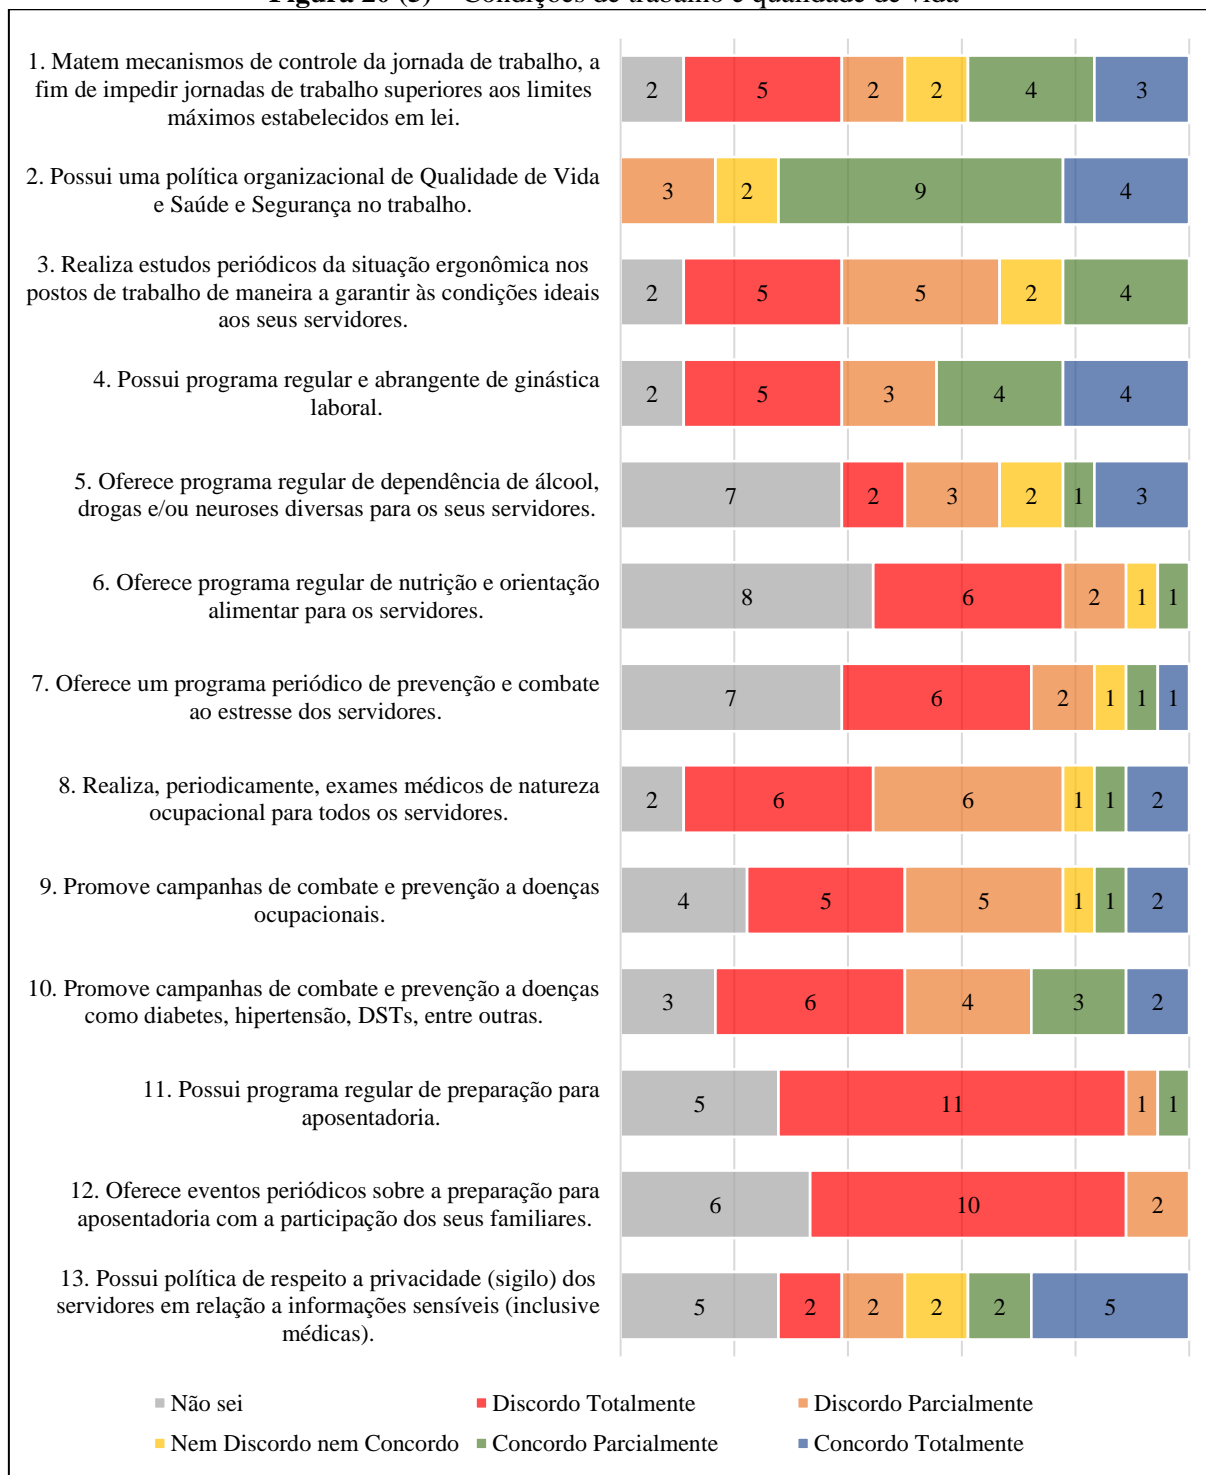 Figura 20 (3) – Condições de trabalho e qualidade de vida
1. Matem mecanismos de controle da jornada de trabalho, a
fim de impedir jornadas de trabalho superiores aos limites
máximos estabelecidos em lei.
2 5 2 2 4 3
2. Possui uma política organizacional de Qualidade de Vida
e Saúde e Segurança no trabalho.
3 2 9 4
3. Realiza estudos periódicos da situação ergonômica nos
postos de trabalho de maneira a garantir às condições ideais
aos seus servidores.
2 5 5 2 4
4. Possui programa regular e abrangente de ginástica
laboral.
2 5 3 4 4
5. Oferece programa regular de dependência de álcool,
drogas e/ou neuroses diversas para os seus servidores.
7 2 3 2 1 3
6. Oferece programa regular de nutrição e orientação
alimentar para os servidores.
8 6 2 1 1
7. Oferece um programa periódico de prevenção e combate
ao estresse dos servidores.
7 6 2 1 1 1
8. Realiza, periodicamente, exames médicos de natureza
ocupacional para todos os servidores.
2 6 6 1 1 2
9. Promove campanhas de combate e prevenção a doenças
ocupacionais.
4 5 5 1 1 2
10. Promove campanhas de combate e prevenção a doenças
como diabetes, hipertensão, DSTs, entre outras.
3 6 4 3 2
11. Possui programa regular de preparação para
aposentadoria.
5 11 1 1
12. Oferece eventos periódicos sobre a preparação para
aposentadoria com a participação dos seus familiares.
6 10 2
13. Possui política de respeito a privacidade (sigilo) dos
servidores em relação a informações sensíveis (inclusive
médicas).
5 2 2 2 2 5
Não sei Discordo Totalmente Discordo Parcialmente
Nem Discordo nem Concordo Concordo Parcialmente Concordo Totalmente